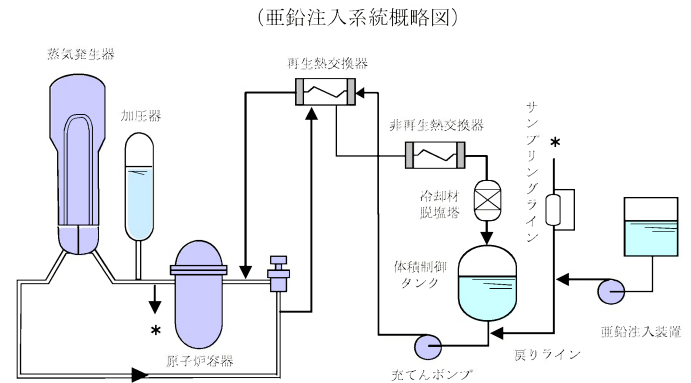 （亜鉛注入系統概略図）
蒸気発生器
再生熱交換器
加圧器
サンプリングライン
非再生熱交換器
*
冷却材
脱塩塔
体積制御
タンク
*
亜鉛注入装置
原子炉容器
戻りライン
充てんポンプ